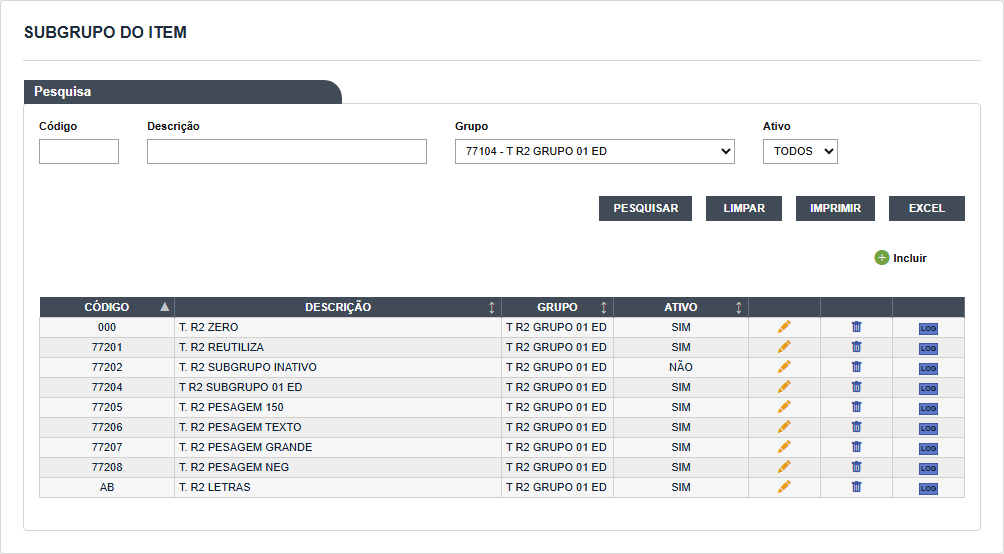 SUBGRUPO DO ITEM
Pesquisa
Código Descrição Grupo Ativo
77104 - T R2 GRUPO 01 ED TODOS
PESQUISAR LIMPAR IMPRIMIR EXCEL
Incluir
CÓDIGO DESCRIÇÃO GRUPO ATIVO
000 T. R2 ZERO T R2 GRUPO 01 ED SIM LOG
77201 T. R2 REUTILIZA T R2 GRUPO 01 ED SIM LOG
77202 T. R2 SUBGRUPO INATIVO T R2 GRUPO 01 ED NÃO LOG
77204 T R2 SUBGRUPO 01 ED T R2 GRUPO 01 ED SIM LOG
77205 T. R2 PESAGEM 150 T R2 GRUPO 01 ED SIM LOG
77206 T. R2 PESAGEM TEXTO T R2 GRUPO 01 ED SIM LOG
77207 T. R2 PESAGEM GRANDE T R2 GRUPO 01 ED SIM LOG
77208 T. R2 PESAGEM NEG T R2 GRUPO 01 ED SIM LOG
AB T. R2 LETRAS T R2 GRUPO 01 ED SIM LOG